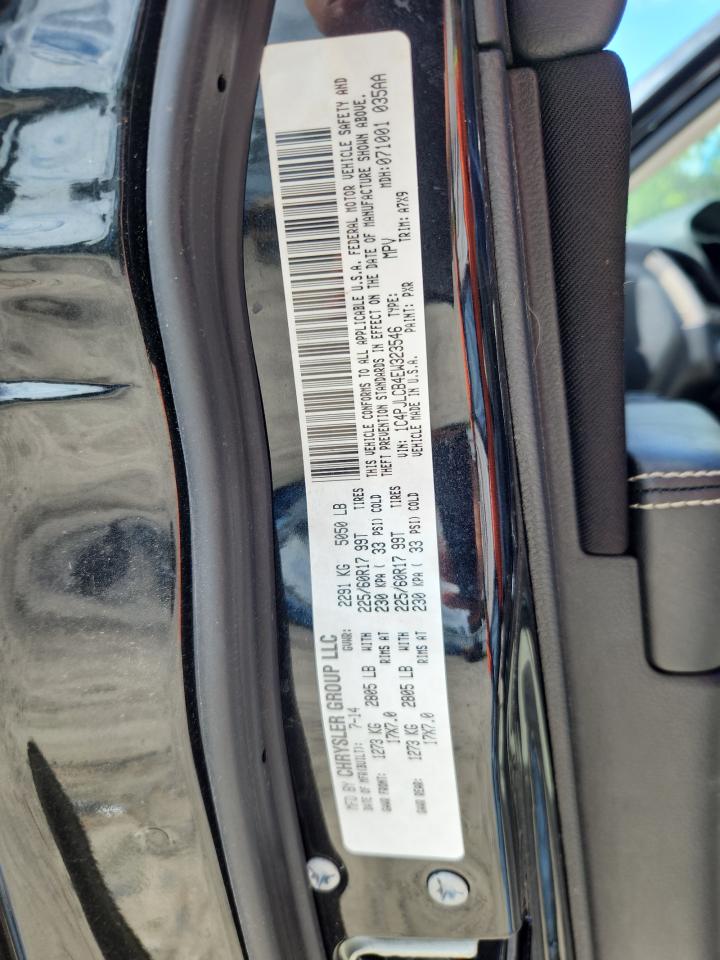 MFD BY CHRYSLER GROUP LLC
DATE OF MFR(BUILT): 7-14 GVWR: 2291 KG 5050 LB
GAWR FRONT: 1273 KG 2805 LB WITH 225/60R17 99T TIRES
17X7.0 RIMS AT 230 KPA ( 33 PSI) COLD
GAWR REAR: 1273 KG 2805 LB WITH 225/60R17 99T TIRES
17X7.0 RIMS AT 230 KPA ( 33 PSI) COLD
THIS VEHICLE CONFORMS TO ALL APPLICABLE U.S.A. FEDERAL MOTOR VEHICLE SAFETY AND
THEFT PREVENTION STANDARDS IN EFFECT ON THE DATE OF MANUFACTURE SHOWN ABOVE.
VIN: 1C4PJLCB4EW323546 TYPE: MPV MDH:071001 035AA
VEHICLE MADE IN U.S.A. PAINT: PXR TRIM: A7X9